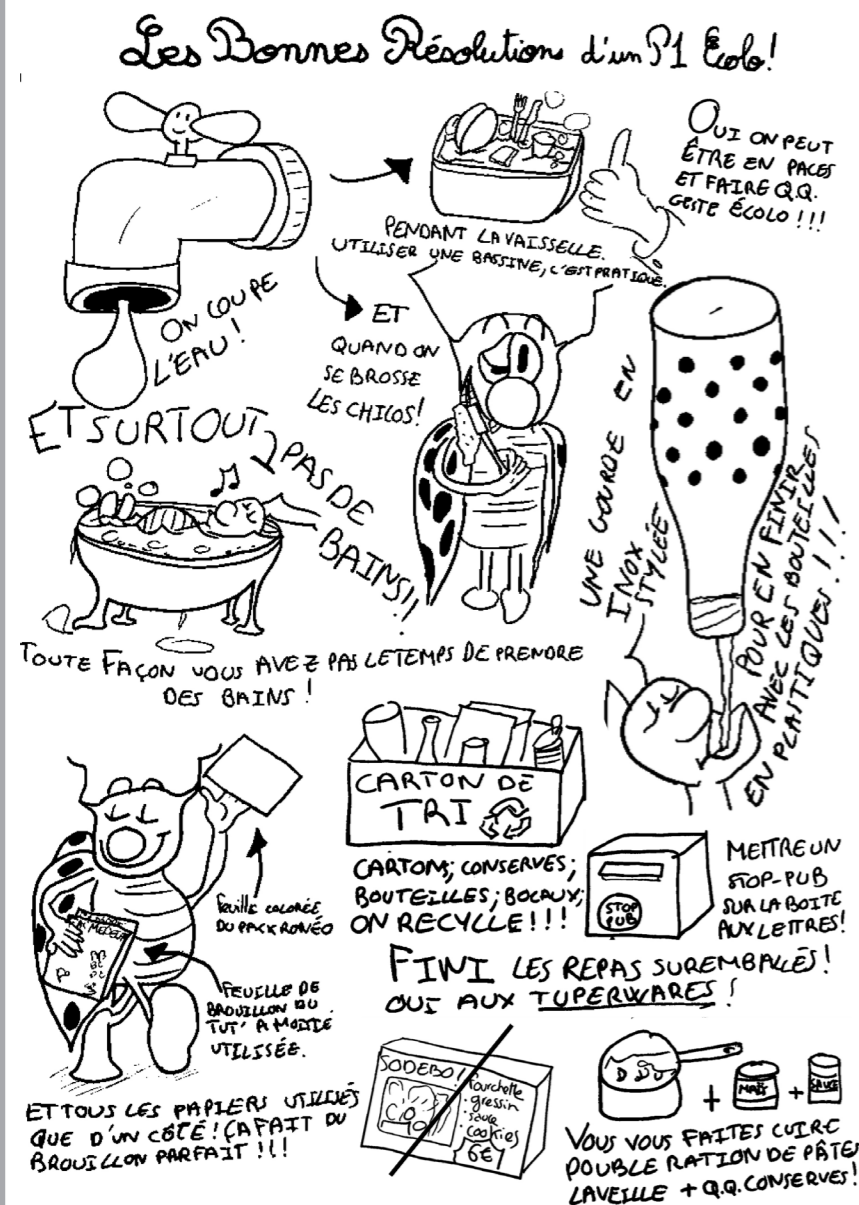 Les Bonnes Résolutions d'un P1 Écolo!
OUI ON PEUT
ÊTRE EN PACES
ET FAIRE Q.Q.
GESTE ÉCOLO!!!
PENDANT LA VAISSELLE.
UTILISER UNE BASSINE, C'EST PRATIQUE.
ON COUPE
L'EAU!
ET
QUAND ON
SE BROSSE
LES CHICOS!
ET SURTOUT
PAS DE
BAINS!!
TOUTE FAÇON VOUS AVEZ PAS LE TEMPS DE PRENDRE
DES BAINS!
UNE GOURDE EN
INOX
STYLÉE
POUR EN FINIR
AVEC LES BOUTEILLES
EN PLASTIQUES!!!
CARTON DE
TRI
CARTONS; CONSERVES;
BOUTEILLES; BOCAUX;
ON RECYCLE!!!
STOP
PUB
METTRE UN
STOP-PUB
SUR LA BOITE
AUX LETTRES!
feuille colorée
DU PACK RONÉO
FEUILLE DE
BROUILLON DU
TUT' A MOITIÉ
UTILISÉE.
ET TOUS LES PAPIERS UTILISÉS
QUE D'UN CÔTÉ! ÇA FAIT DU
BROUILLON PARFAIT!!!
FINI LES REPAS SUREMBALLÉS!
OUI AUX TUPERWARES!
SODEBO!
fourchette
.gressin
.sauce
.cookies
6€!
+
MAÏS
+
SAUCE
VOUS VOUS FAITES CUIRE
DOUBLE RATION DE PÂTES
LA VEILLE + Q.Q. CONSERVES!